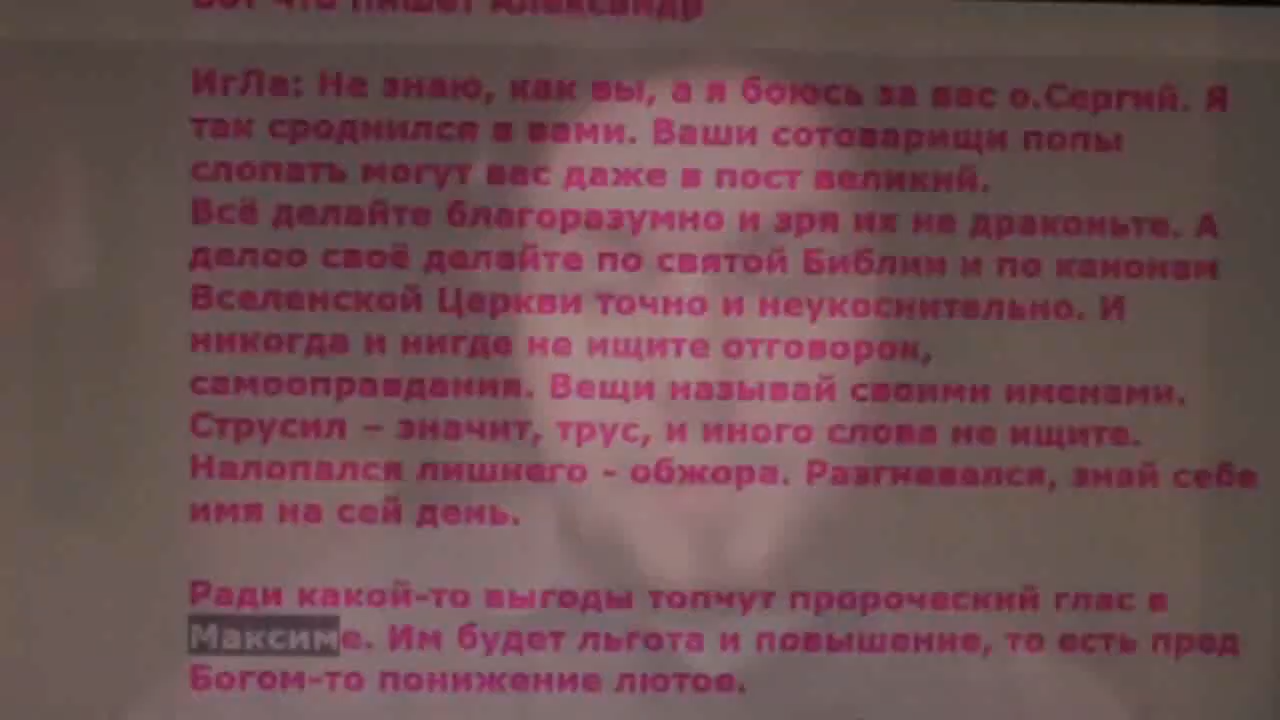 Вот что пишет Александр
ИгЛа: Не знаю, как вы, а я боюсь за вас о.Сергий. Я
так сроднился в вами. Ваши сотоварищи попы
слопать могут вас даже в пост великий.
Всё делайте благоразумно и зря их не драконьте. А
делоо своё делайте по святой Библии и по канонам
Вселенской Церкви точно и неукоснительно. И
никогда и нигде не ищите отговорок,
самооправдания. Вещи называй своими именами.
Струсил – значит, трус, и иного слова не ищите.
Налопался лишнего - обжора. Разгневался, знай себе
имя на сей день.
Ради какой-то выгоды топчут пророческий глас в
Максиме. Им будет льгота и повышение, то есть пред
Богом-то понижение лютое.